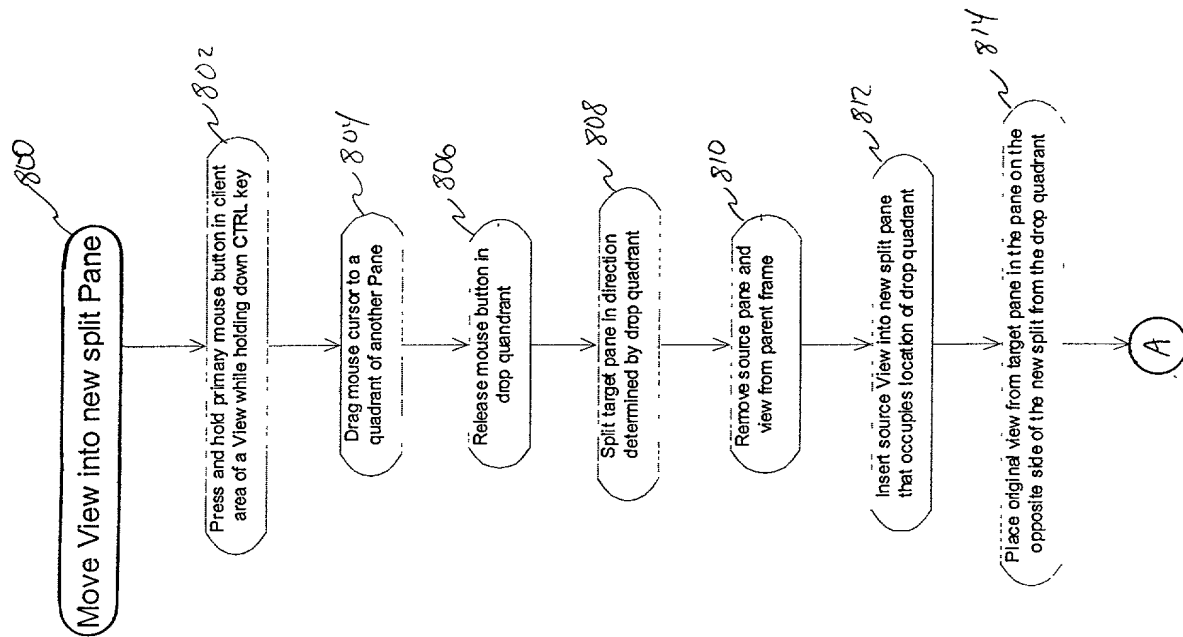 800
Move View into new split Pane
802
Press and hold primary mouse button in client
area of a View while holding down CTRL key
804
Drag mouse cursor to a
quadrant of another Pane
806
Release mouse button in
drop quandrant
808
Split target pane in direction
determined by drop quadrant
810
Remove source pane and
view from parent frame
812
Insert source View into new split pane
that occuples location of drop quadrant
814
Place original view from target pane in the pane on the
opposite side of the new split from the drop quadrant
A